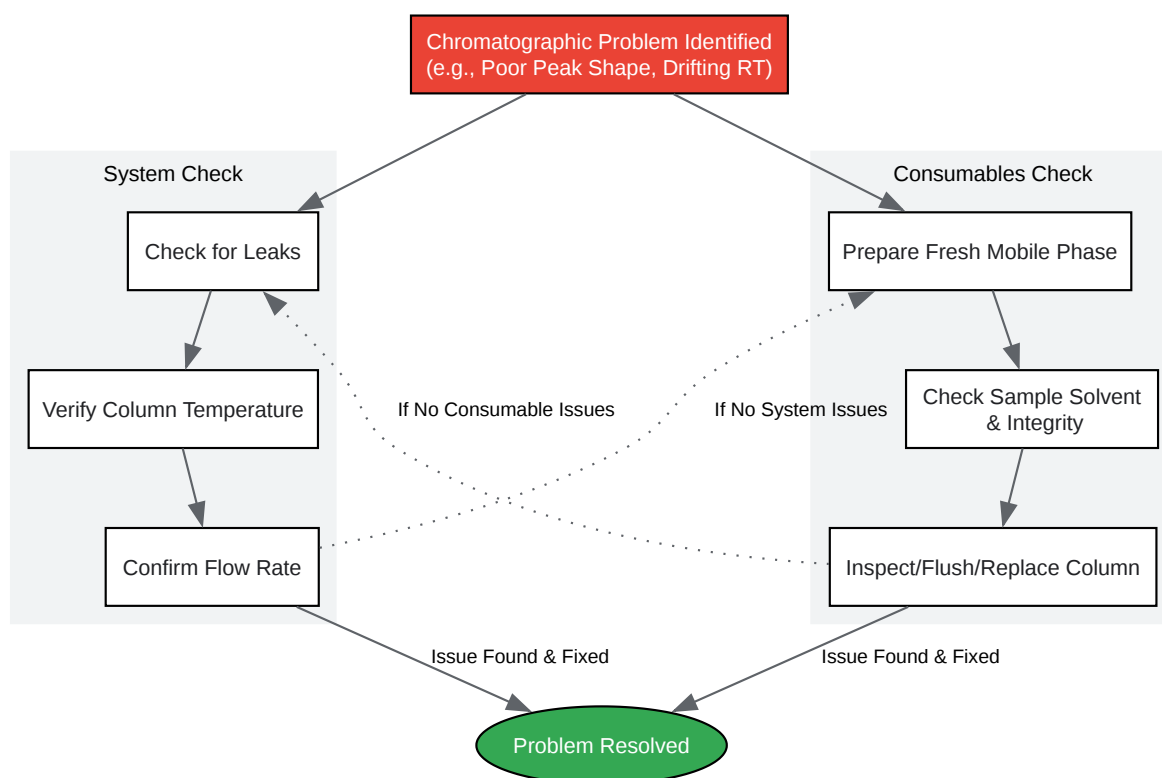 Chromatographic Problem Identified
(e.g., Poor Peak Shape, Drifting RT)
System Check
Consumables Check
Check for Leaks
Prepare Fresh Mobile Phase
Verify Column Temperature
If No Consumable Issues
If No System Issues
Check Sample Solvent
& Integrity
Confirm Flow Rate
Inspect/Flush/Replace Column
Issue Found & Fixed
Issue Found & Fixed
Problem Resolved